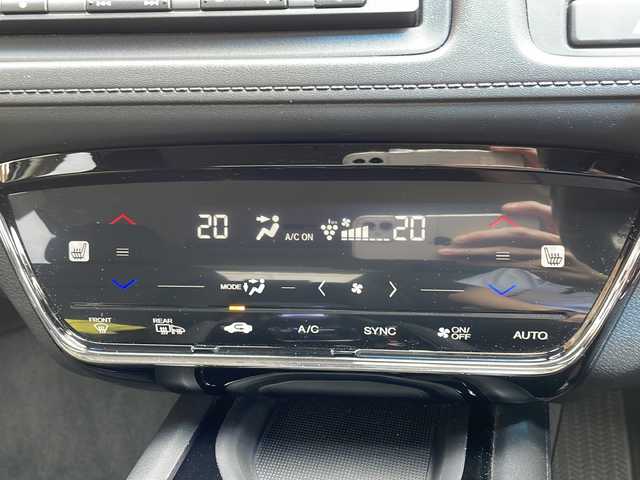 20 A/C ON 20
MODE
FRONT REAR A/C SYNC ON/OFF AUTO